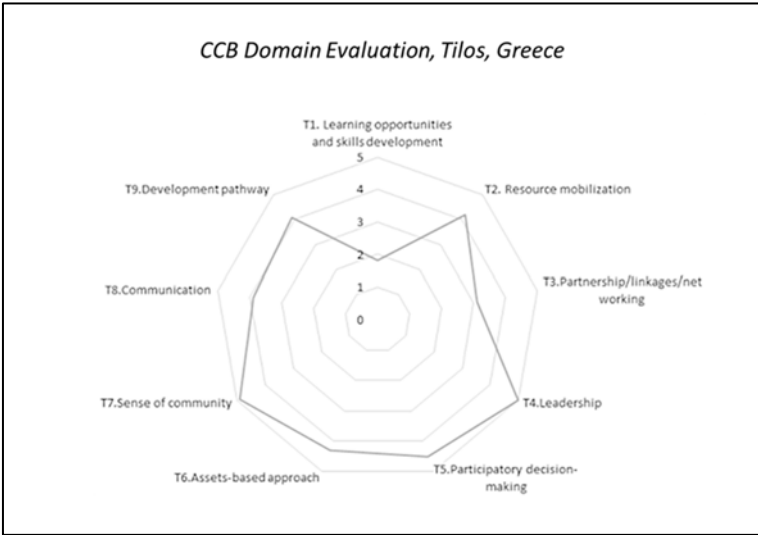 CCB Domain Evaluation, Tilos, Greece
T1. Learning opportunities
and skills development
5
4
3
2
1
0
T2. Resource mobilization
T3.Partnership/linkages/net
working
T4.Leadership
T5.Participatory decision-
making
T6.Assets-based approach
T7.Sense of community
T8.Communication
T9.Development pathway